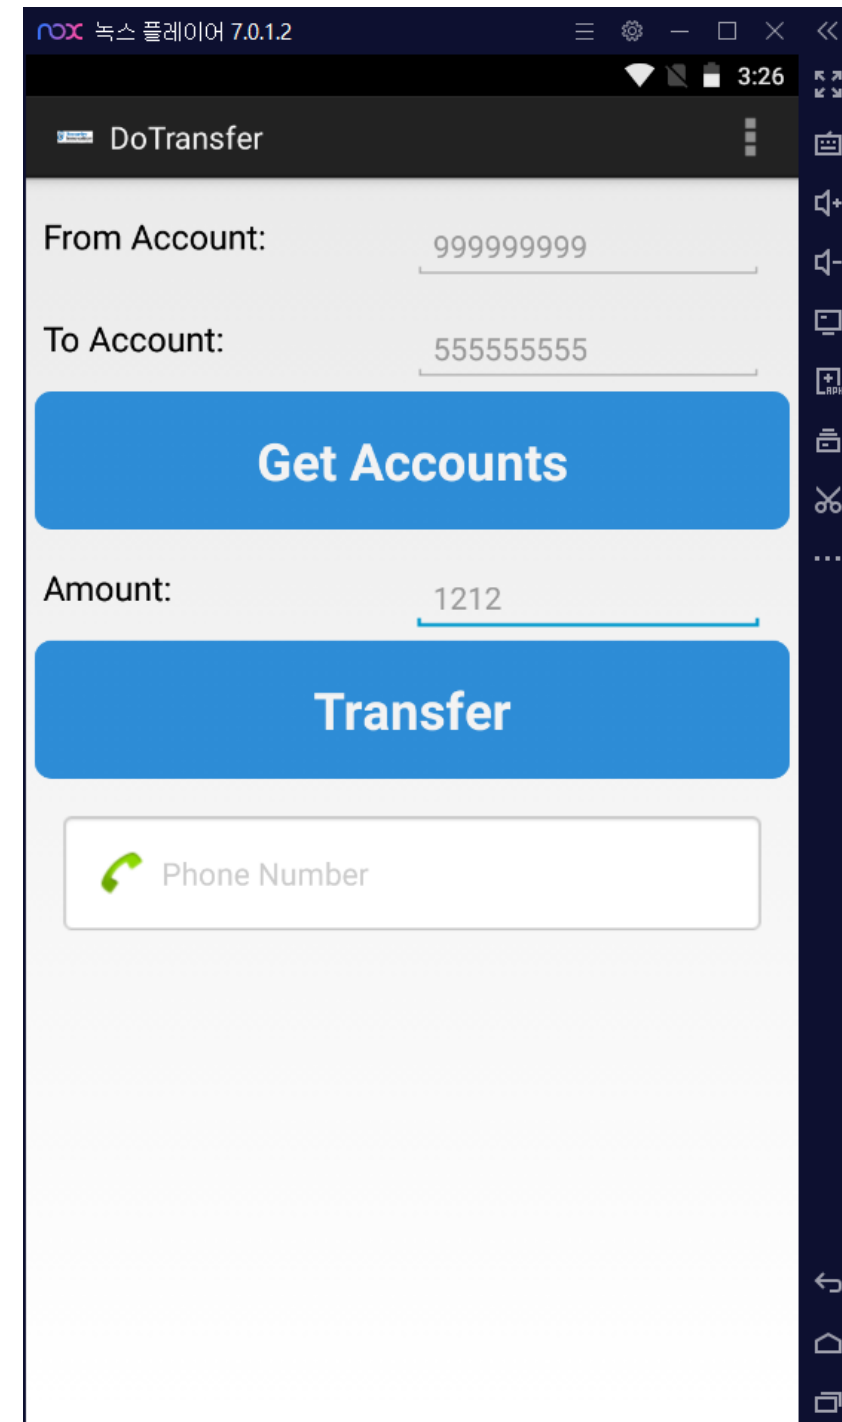 nox 녹스 플레이어 7.0.1.2
3:26
DoTransfer
From Account:
999999999
To Account:
555555555
Get Accounts
Amount:
1212
Transfer
Phone Number